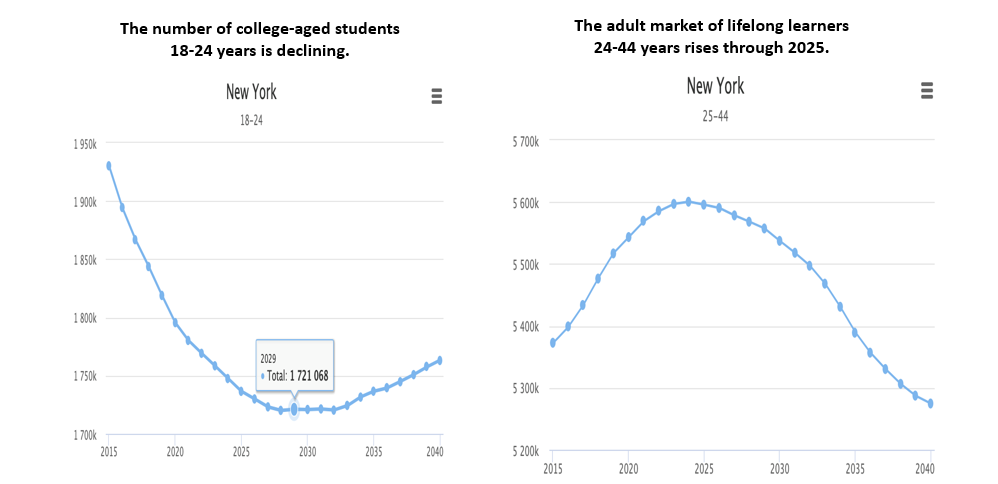 The number of college-aged students
18-24 years is declining.
New York
18-24
1 950k
1 900k
1 850k
1 800k
1 750k
1 700k
2029
Total: 1 721 068
2015 2020 2025 2030 2035 2040
The adult market of lifelong learners
24-44 years rises through 2025.
New York
25-44
5 700k
5 600k
5 500k
5 400k
5 300k
5 200k
2015 2020 2025 2030 2035 2040